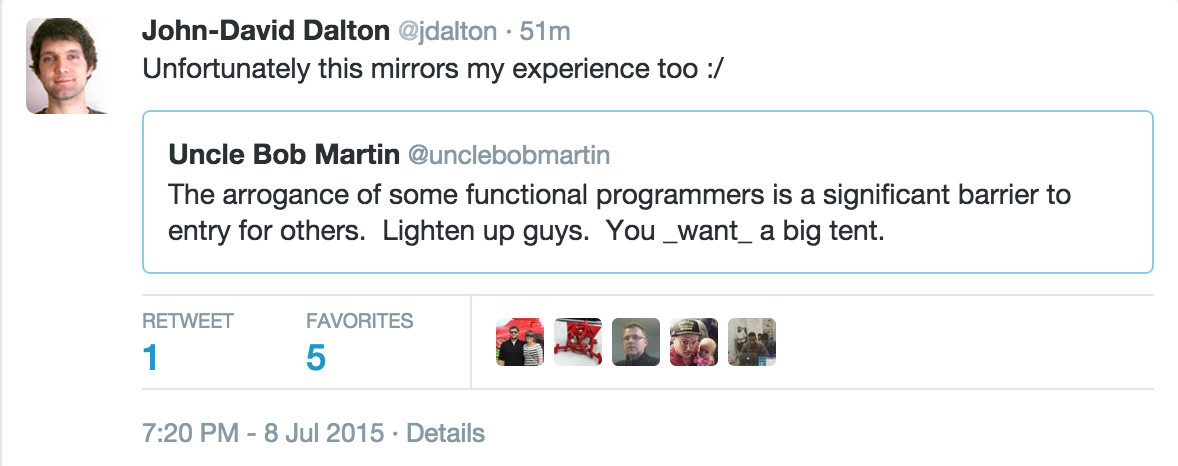 John-David Dalton @jdalton · 51m
Unfortunately this mirrors my experience too :/
Uncle Bob Martin @unclebobmartin
The arrogance of some functional programmers is a significant barrier to
entry for others.  Lighten up guys.  You _want_ a big tent.
RETWEET FAVORITES
1 5
7:20 PM - 8 Jul 2015 · Details